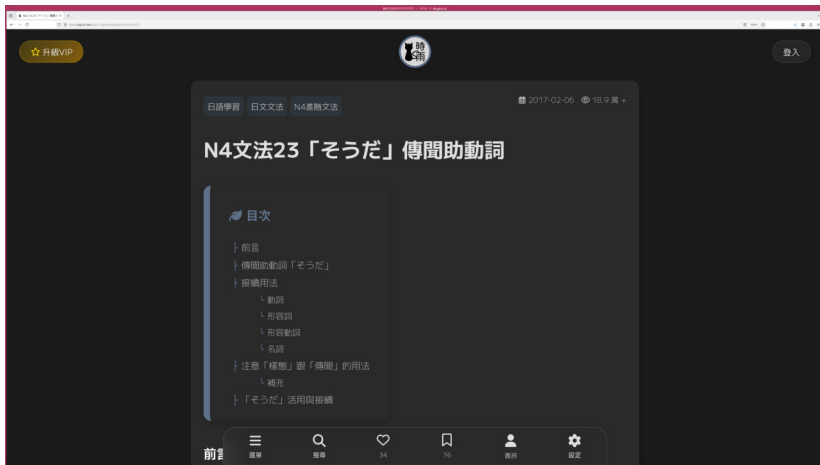 升級VIP
時雨
登入
日語學習 日文文法 N4進階文法
2017-02-06 18.9 萬 +
N4文法23「そうだ」傳聞助動詞
目次
├ 前言
├ 傳聞助動詞「そうだ」
├ 接續用法
└ 動詞
└ 形容詞
└ 形容動詞
└ 名詞
├ 注意「樣態」跟「傳聞」的用法
└ 補充
├ 「そうだ」活用與接續
前言
選單 搜尋 34 76 書房 設定